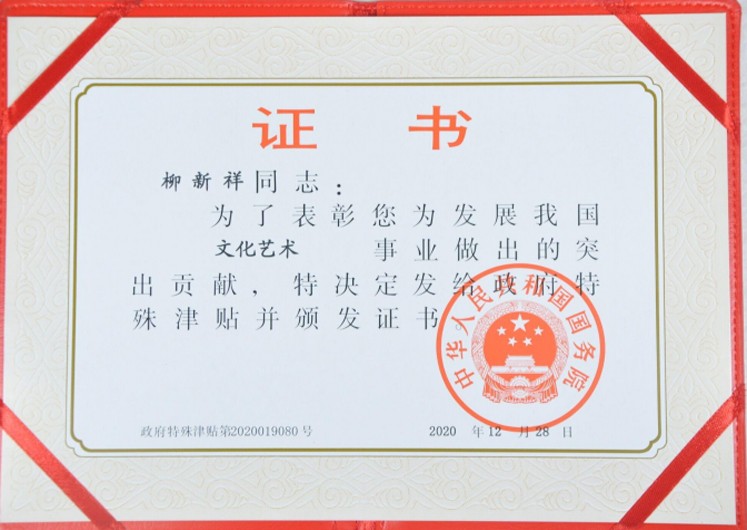 证 书
柳新祥同志：
为了表彰您为发展我国
文化艺术 事业做出的突
出贡献，特决定发给政府特
殊津贴并颁发证书。
中华人民共和国国务院
政府特殊津贴第2020019080号
2020 年 12 月 28 日